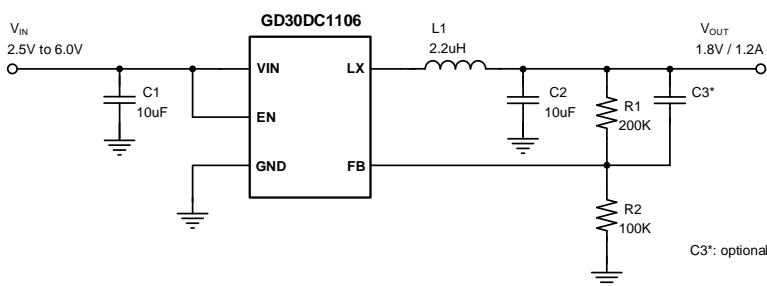 GD30DC1106
VIN
2.5V to 6.0V
L1
2.2uH
VOUT
1.8V / 1.2A
VIN
LX
C1
10uF
EN
C2
10uF
R1
200K
C3*
GND
FB
R2
100K
C3*: optional